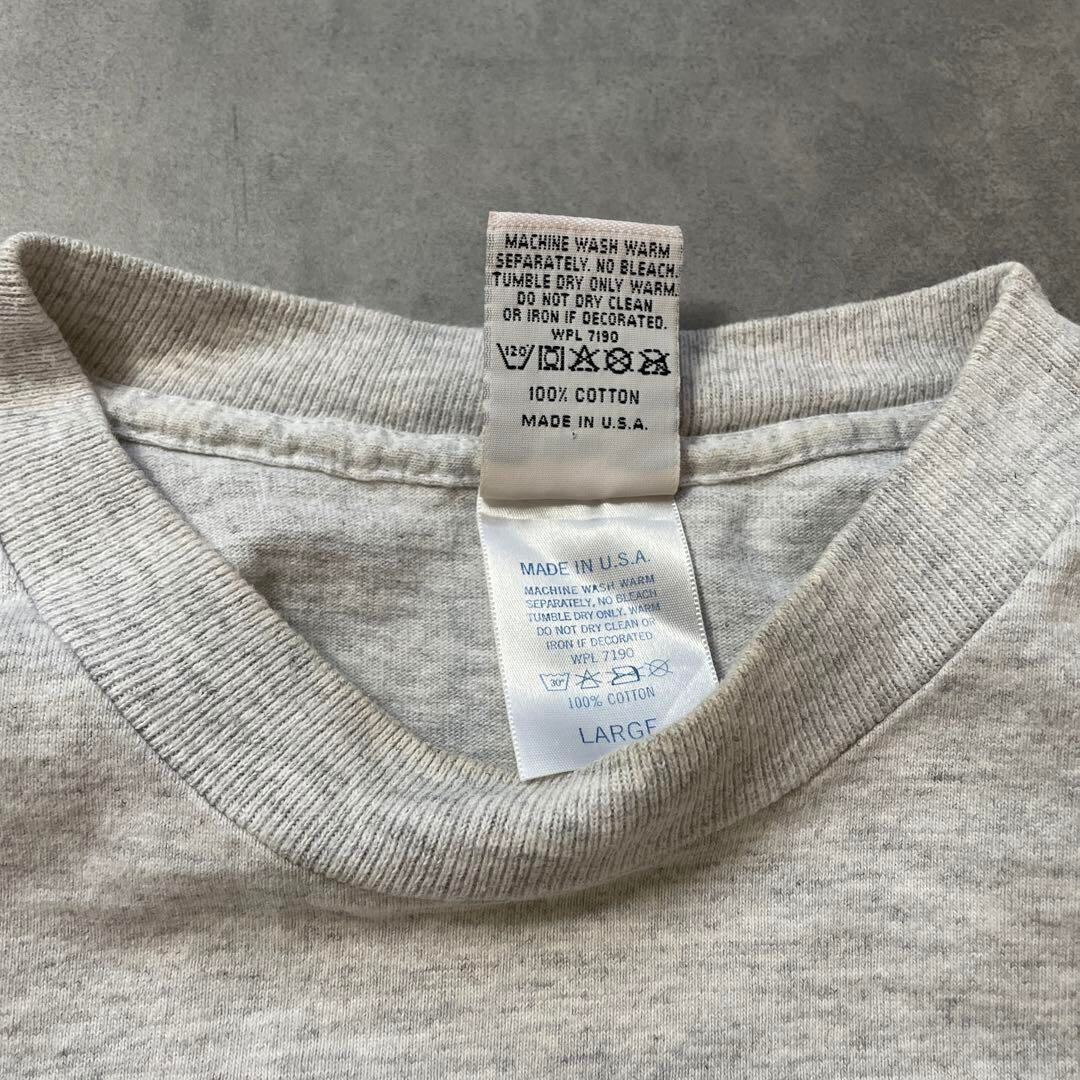 MACHINE WASH WARM
SEPARATELY. NO BLEACH.
TUMBLE DRY ONLY WARM.
DO NOT DRY CLEAN
OR IRON IF DECORATED.
WPL 7190
120°
100% COTTON
MADE IN U.S.A.
MADE IN U.S.A.
MACHINE WASH WARM
SEPARATELY, NO BLEACH
TUMBLE DRY ONLY. WARM
DO NOT DRY CLEAN OR
IRON IF DECORATED
WPL 7190
30°
100% COTTON
LARGE